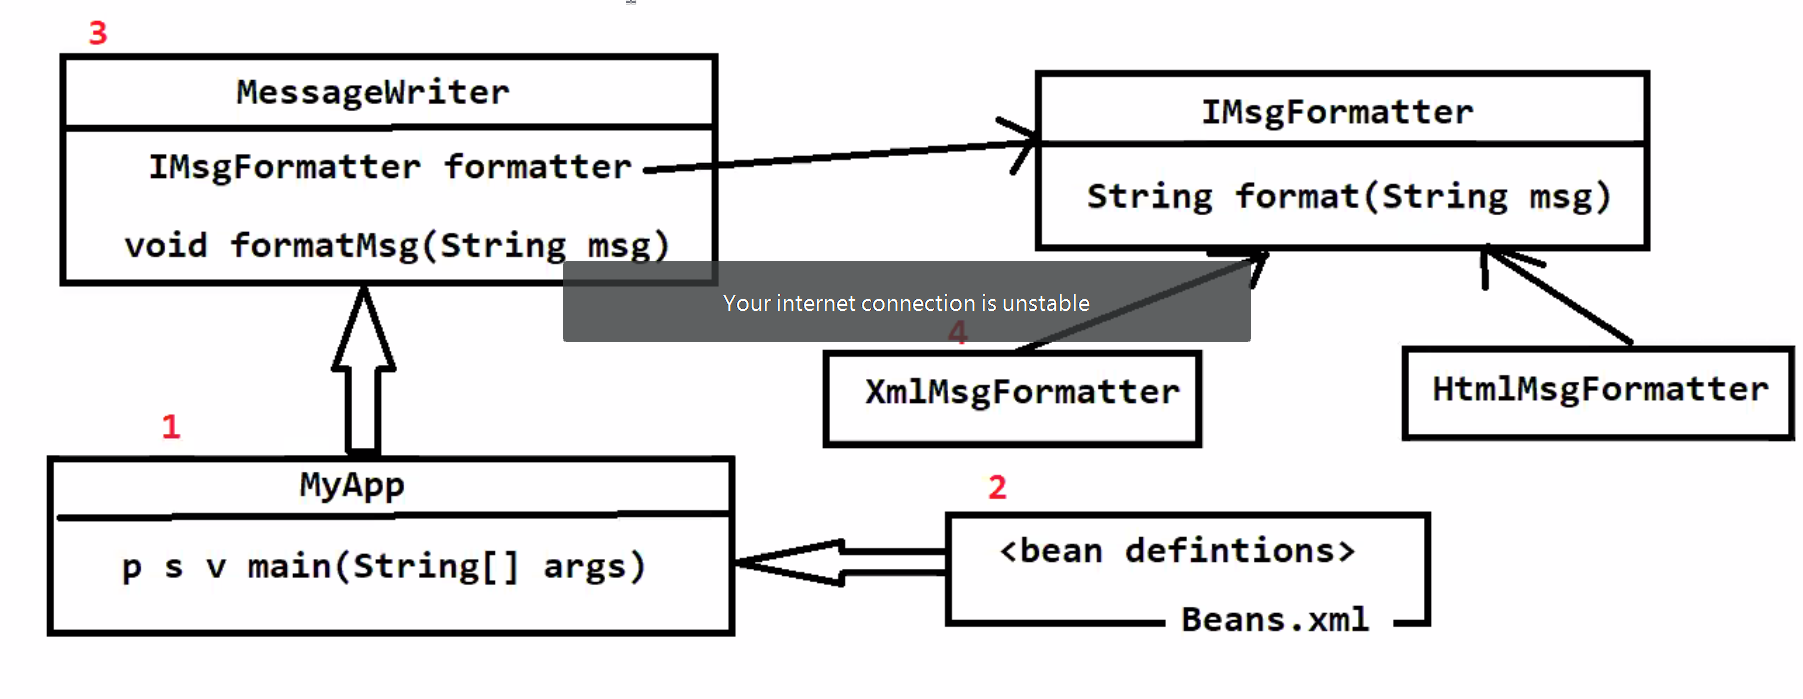 3
MessageWriter
IMsgFormatter formatter
void formatMsg(String msg)
IMsgFormatter
String format(String msg)
Your internet connection is unstable
4
XmlMsgFormatter
HtmlMsgFormatter
1
MyApp
p s v main(String[] args)
2
<bean defintions>
Beans.xml